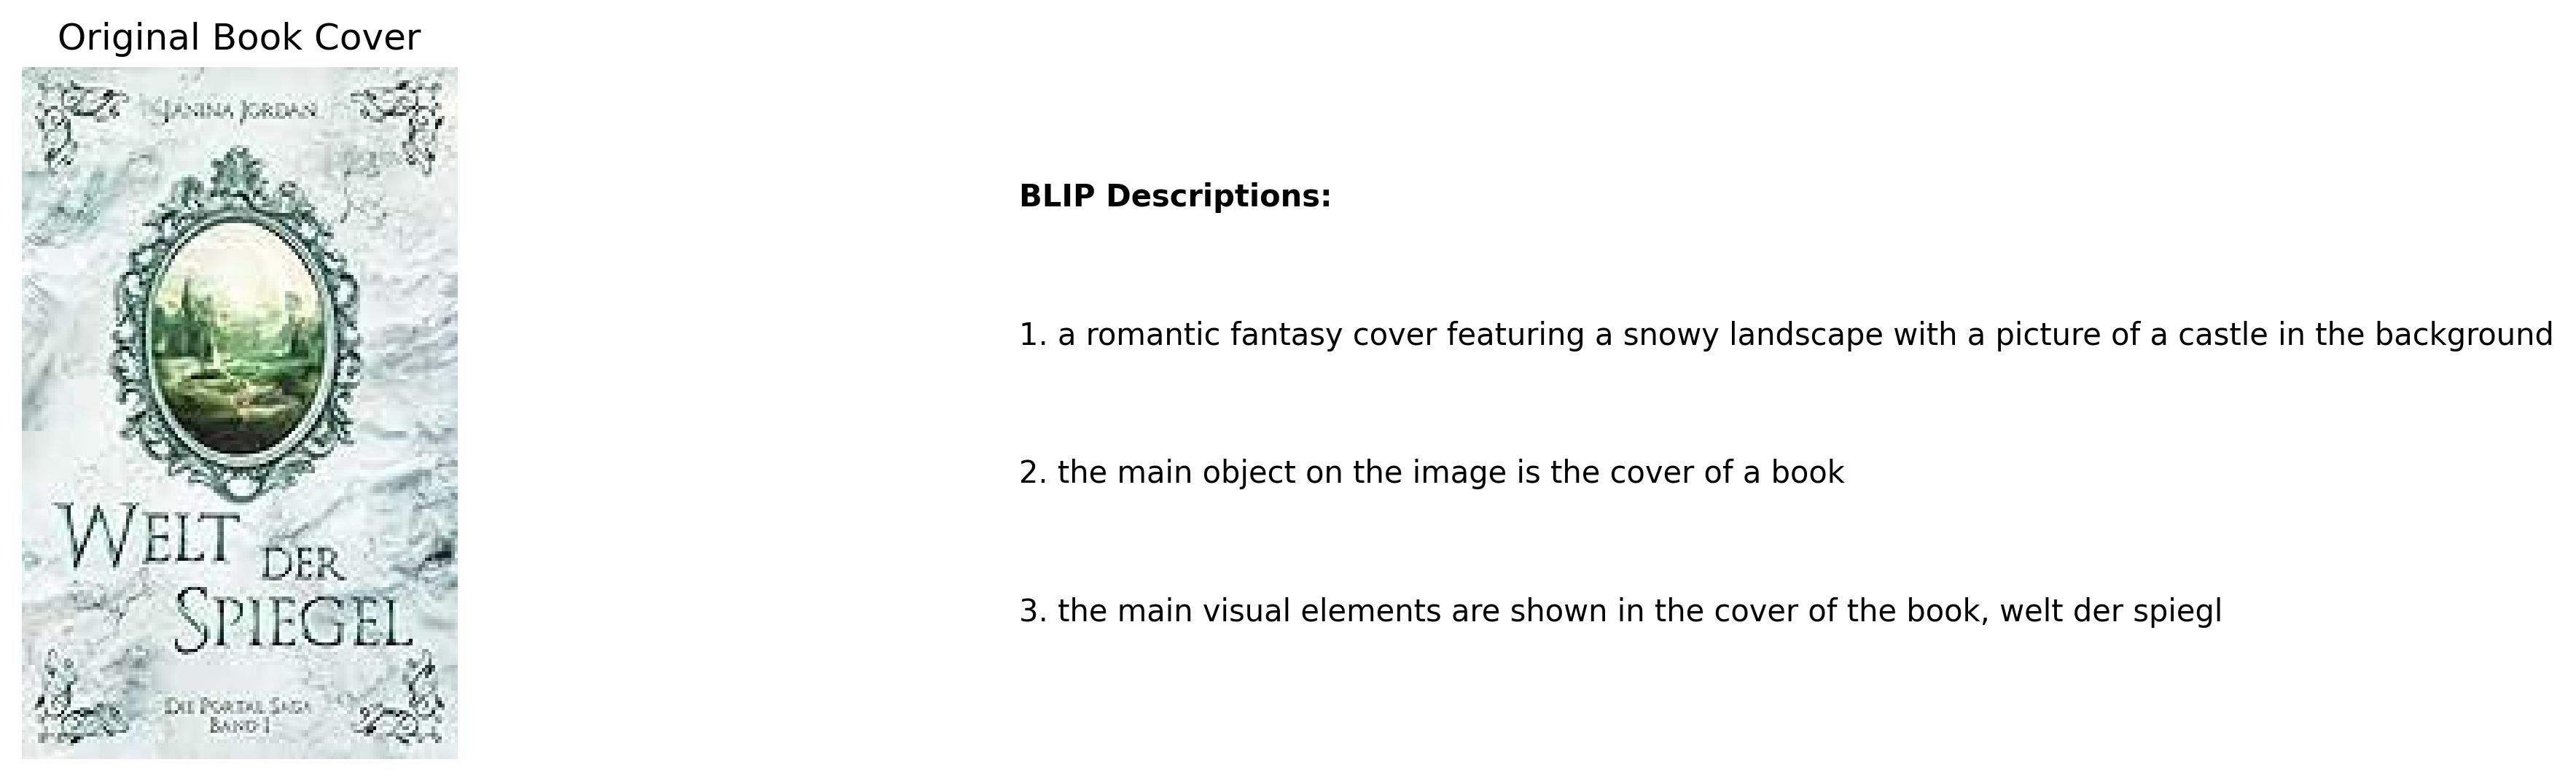 Original Book Cover
JANINA JORDAN
WELT DER
SPIEGEL
DIE PORTAL SAGA
BAND 1
BLIP Descriptions:
1. a romantic fantasy cover featuring a snowy landscape with a picture of a castle in the background
2. the main object on the image is the cover of a book
3. the main visual elements are shown in the cover of the book, welt der spiegl